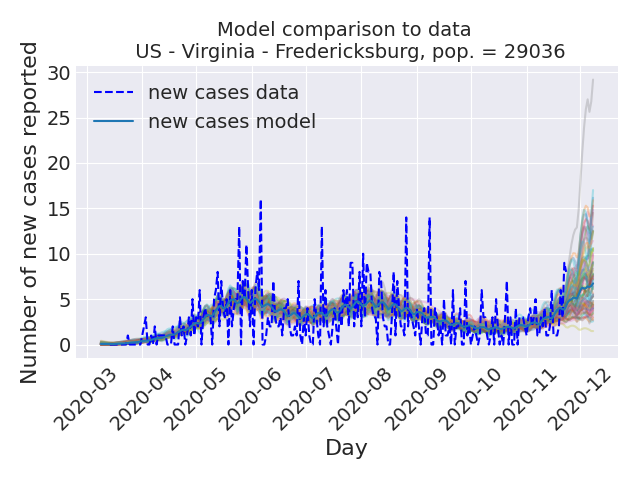 Model comparison to data
US - Virginia - Fredericksburg, pop. = 29036
Number of new cases reported
30
25
20
15
10
5
0
new cases data
new cases model
2020-03
2020-04
2020-05
2020-06
2020-07
2020-08
2020-09
2020-10
2020-11
2020-12
Day